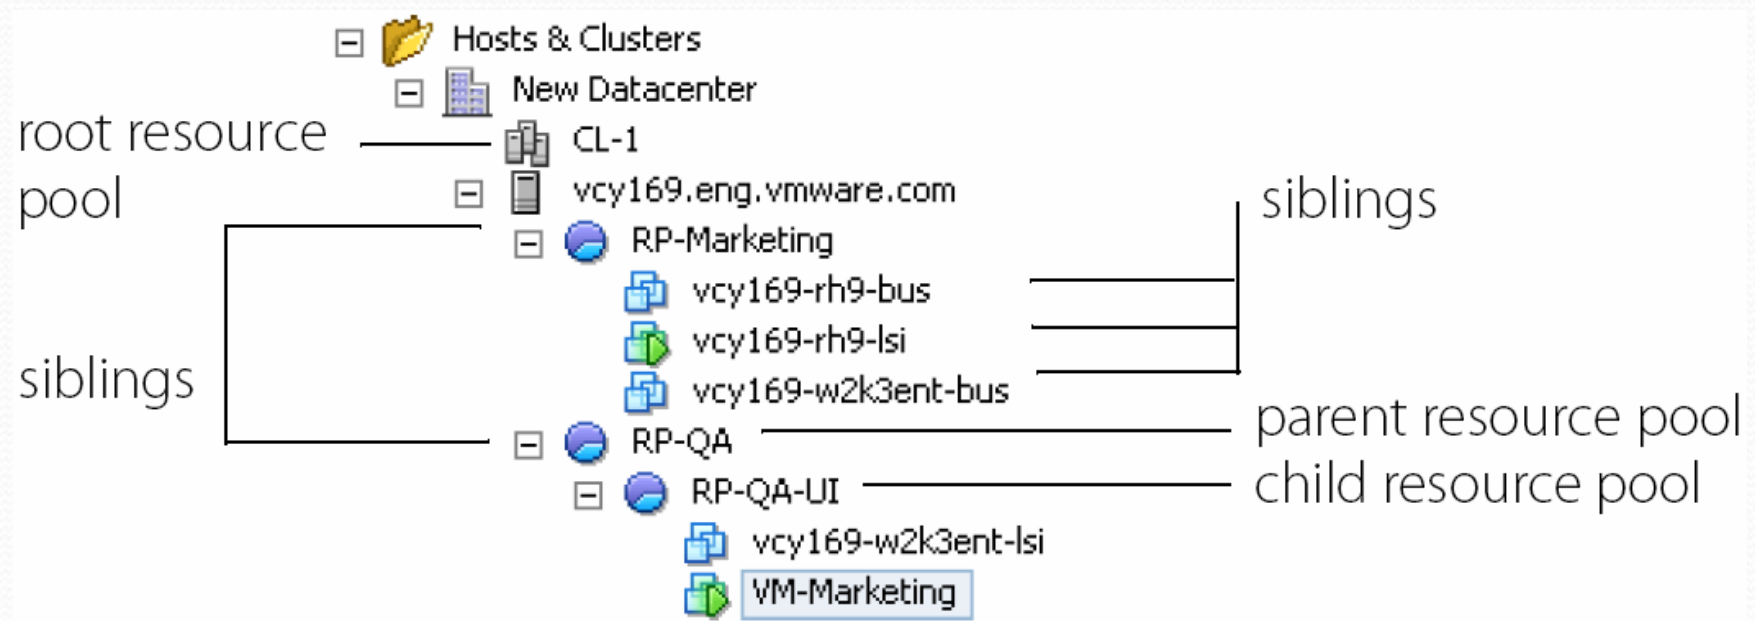 Hosts & Clusters
New Datacenter
root resource
pool
CL-1
vcy169.eng.vmware.com
siblings
RP-Marketing
vcy169-rh9-bus
vcy169-rh9-lsi
siblings
vcy169-w2k3ent-bus
parent resource pool
RP-QA
child resource pool
RP-QA-UI
vcy169-w2k3ent-lsi
VM-Marketing